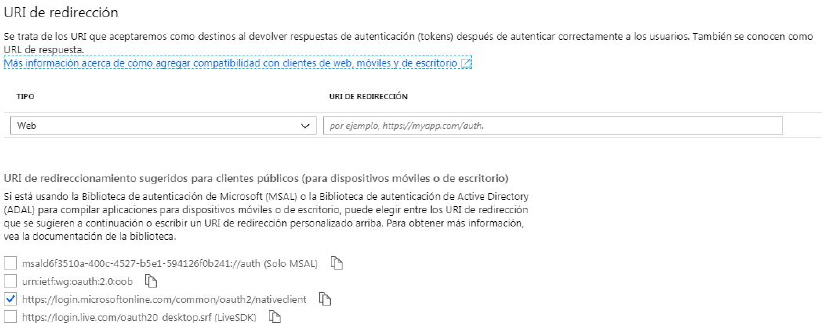 URI de redirección
Se trata de los URI que aceptaremos como destinos al devolver respuestas de autenticación (tokens) después de autenticar correctamente a los usuarios. También se conocen como
URL de respuesta.
Más información acerca de cómo agregar compatibilidad con clientes de web, móviles y de escritorio
TIPO URI DE REDIRECCIÓN
Web por ejemplo, https://myapp.com/auth.
URI de redireccionamiento sugeridos para clientes públicos (para dispositivos móviles o de escritorio)
Si está usando la Biblioteca de autenticación de Microsoft (MSAL) o la Biblioteca de autenticación de Active Directory
(ADAL) para compilar aplicaciones para dispositivos móviles o de escritorio, puede elegir entre los URI de redirección
que se sugieren a continuación o escribir un URI de redirección personalizado arriba. Para obtener más información,
vea la documentación de la biblioteca.
msald6f3510a-400c-4527-b5e1-594126f0b241://auth (Solo MSAL)
urn:ietf:wg:oauth:2.0:oob
https://login.microsoftonline.com/common/oauth2/nativeclient
https://login.live.com/oauth20_desktop.srf (LiveSDK)